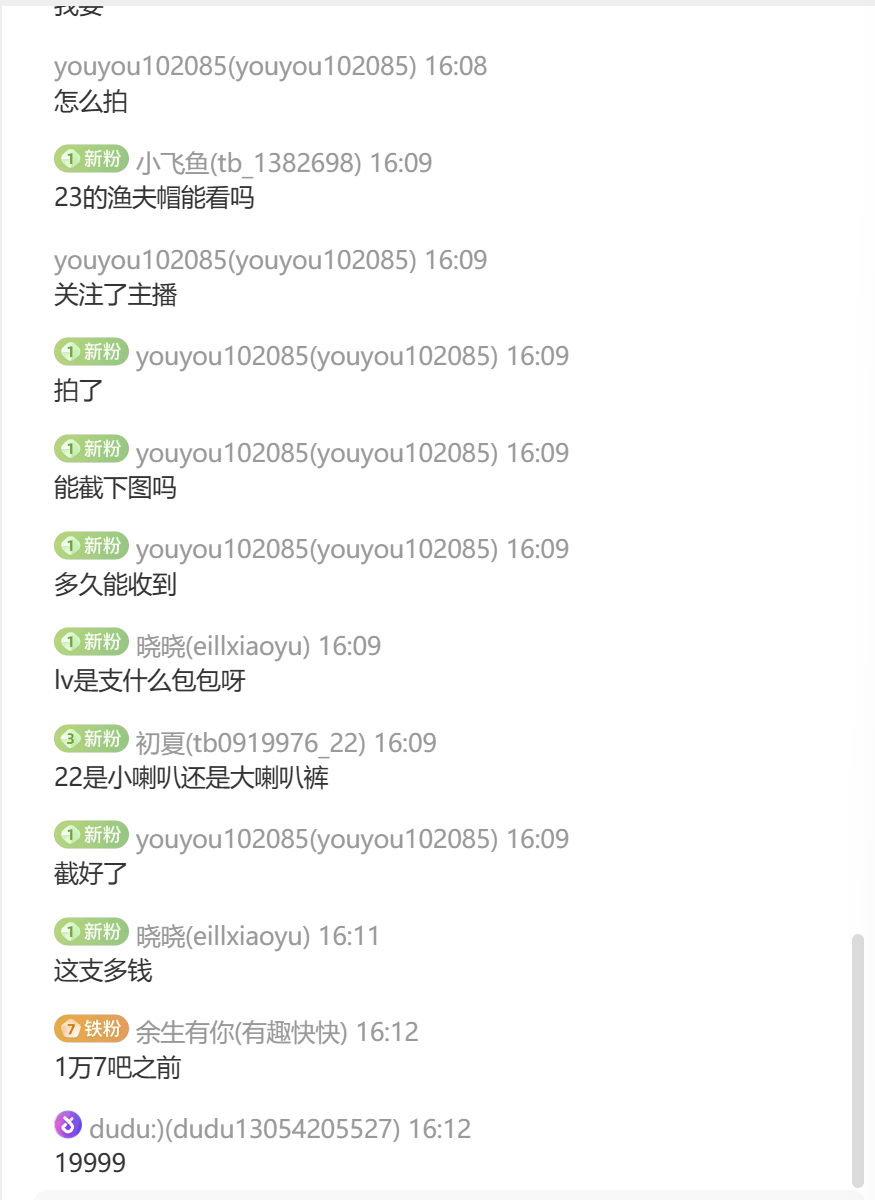 我要
youyou102085(youyou102085) 16:08
怎么拍
1 新粉 小飞鱼(tb_1382698) 16:09
23的渔夫帽能看吗
youyou102085(youyou102085) 16:09
关注了主播
1 新粉 youyou102085(youyou102085) 16:09
拍了
1 新粉 youyou102085(youyou102085) 16:09
能截下图吗
1 新粉 youyou102085(youyou102085) 16:09
多久能收到
1 新粉 晓晓(eillxiaoyu) 16:09
lv是支什么包包呀
3 新粉 初夏(tb0919976_22) 16:09
22是小喇叭还是大喇叭裤
1 新粉 youyou102085(youyou102085) 16:09
截好了
1 新粉 晓晓(eillxiaoyu) 16:11
这支多钱
7 铁粉 余生有你(有趣快快) 16:12
1万7吧之前
dudu:)(dudu13054205527) 16:12
19999